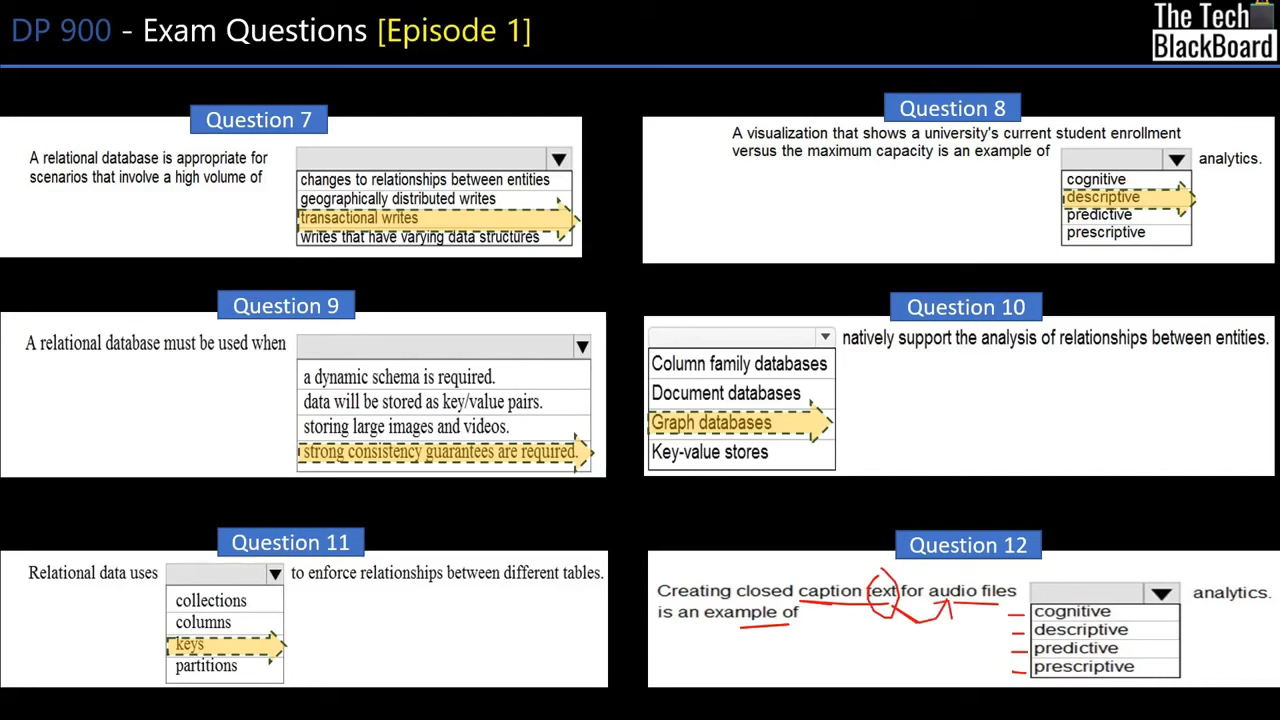 DP 900 - Exam Questions [Episode 1]
The Tech
BlackBoard
Question 7
A relational database is appropriate for
scenarios that involve a high volume of
changes to relationships between entities
geographically distributed writes
transactional writes
writes that have varying data structures
Question 8
A visualization that shows a university's current student enrollment
versus the maximum capacity is an example of
analytics.
cognitive
descriptive
predictive
prescriptive
Question 9
A relational database must be used when
a dynamic schema is required.
data will be stored as key/value pairs.
storing large images and videos.
strong consistency guarantees are required.
Question 10
natively support the analysis of relationships between entities.
Column family databases
Document databases
Graph databases
Key-value stores
Question 11
Relational data uses
to enforce relationships between different tables.
collections
columns
keys
partitions
Question 12
Creating closed caption text for audio files
is an example of
analytics.
cognitive
descriptive
predictive
prescriptive